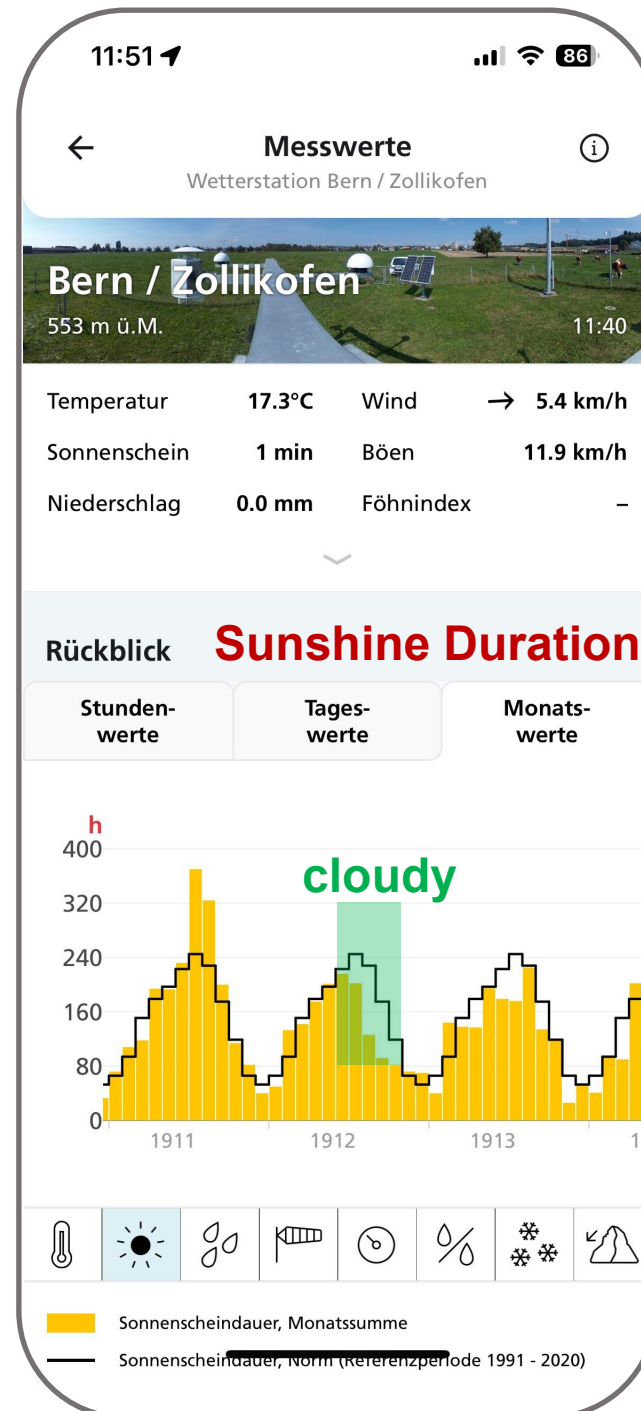 11:51
86
Messwerte
Wetterstation Bern / Zollikofen
Bern / Zollikofen
553 m ü.M.
11:40
Temperatur 17.3°C Wind → 5.4 km/h
Sonnenschein 1 min Böen 11.9 km/h
Niederschlag 0.0 mm Föhnindex –
Rückblick Sunshine Duration
Stunden-
werte
Tages-
werte
Monats-
werte
h
400
cloudy
320
240
160
80
0
1911 1912 1913 1
Sonnenscheindauer, Monatssumme
Sonnenscheindauer, Norm (Referenzperiode 1991 - 2020)